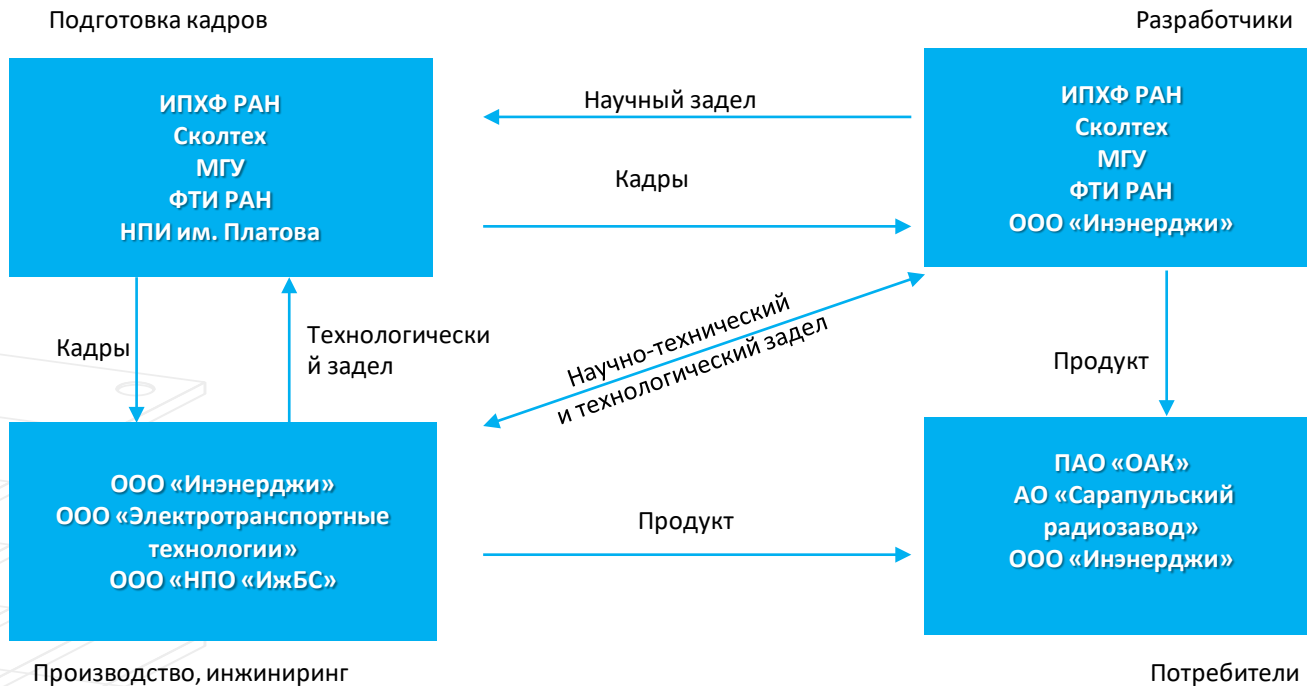 Подготовка кадров
Разработчики
ИПХФ РАН
Сколтех
МГУ
ФТИ РАН
НПИ им. Платова
Научный задел
Кадры
ИПХФ РАН
Сколтех
МГУ
ФТИ РАН
ООО «Инэнерджи»
Кадры
Технологически
й задел
Научно-технический
и технологический задел
Продукт
ООО «Инэнерджи»
ООО «Электротранспортные
технологии»
ООО «НПО «ИжБС»
Продукт
ПАО «ОАК»
АО «Сарапульский
радиозавод»
ООО «Инэнерджи»
Производство, инжиниринг
Потребители